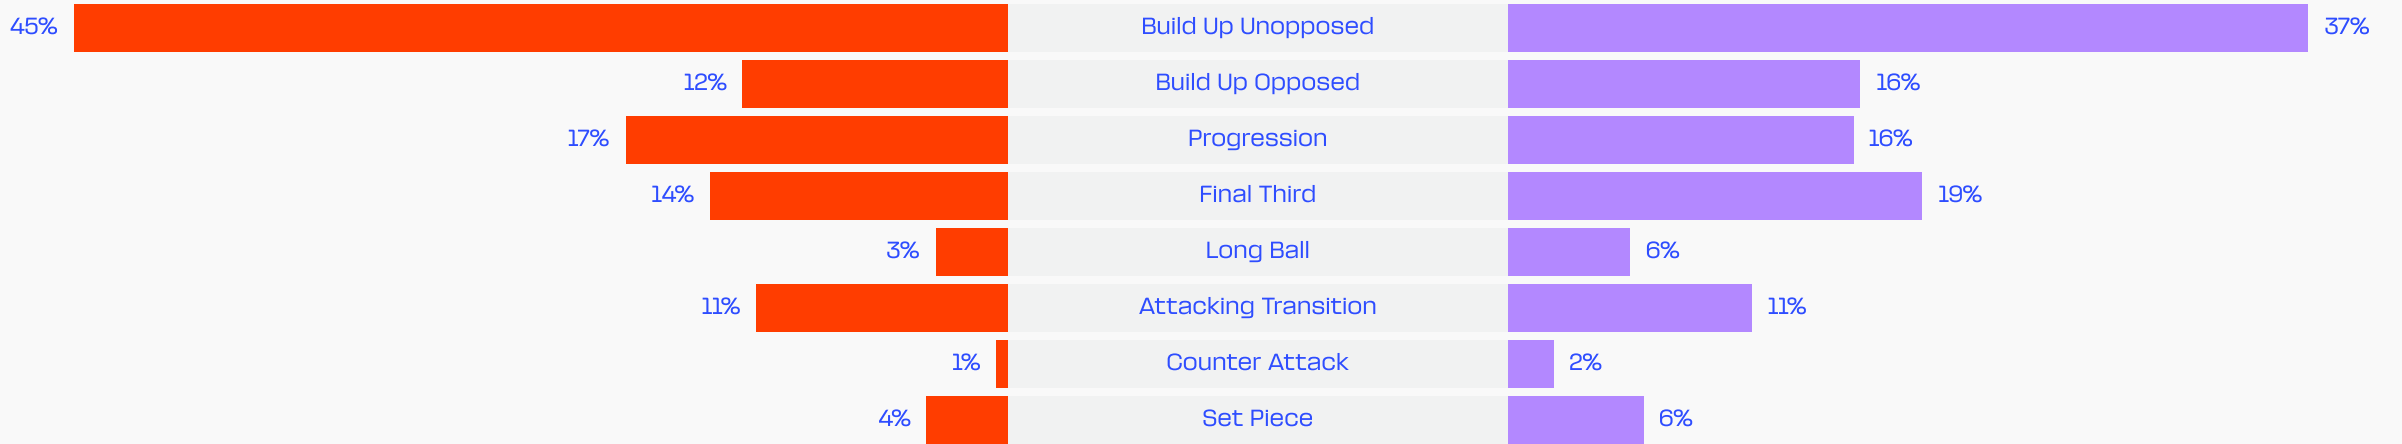 45% Build Up Unopposed 37%
12% Build Up Opposed 16%
17% Progression 16%
14% Final Third 19%
3% Long Ball 6%
11% Attacking Transition 11%
1% Counter Attack 2%
4% Set Piece 6%